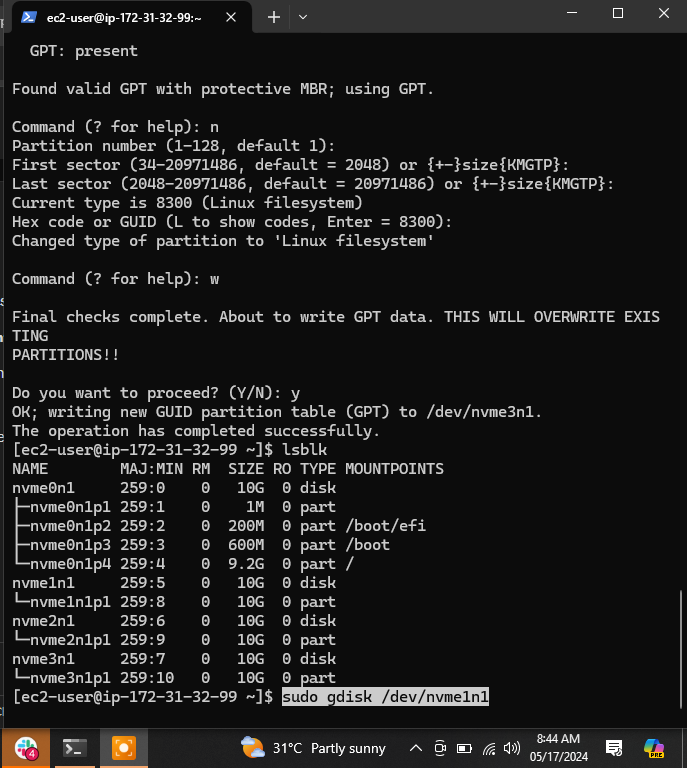 ec2-user@ip-172-31-32-99:~
GPT: present
Found valid GPT with protective MBR; using GPT.
Command (? for help): n
Partition number (1-128, default 1):
First sector (34-20971486, default = 2048) or {+-}size{KMGTP}:
Last sector (2048-20971486, default = 20971486) or {+-}size{KMGTP}:
Current type is 8300 (Linux filesystem)
Hex code or GUID (L to show codes, Enter = 8300):
Changed type of partition to 'Linux filesystem'
Command (? for help): w
Final checks complete. About to write GPT data. THIS WILL OVERWRITE EXIS
TING
PARTITIONS!!
Do you want to proceed? (Y/N): y
OK; writing new GUID partition table (GPT) to /dev/nvme3n1.
The operation has completed successfully.
[ec2-user@ip-172-31-32-99 ~]$ lsblk
NAME        MAJ:MIN RM  SIZE RO TYPE MOUNTPOINTS
nvme0n1     259:0    0   10G  0 disk
├─nvme0n1p1 259:1    0    1M  0 part
├─nvme0n1p2 259:2    0  200M  0 part /boot/efi
├─nvme0n1p3 259:3    0  600M  0 part /boot
└─nvme0n1p4 259:4    0  9.2G  0 part /
nvme1n1     259:5    0   10G  0 disk
└─nvme1n1p1 259:8    0   10G  0 part
nvme2n1     259:6    0   10G  0 disk
└─nvme2n1p1 259:9    0   10G  0 part
nvme3n1     259:7    0   10G  0 disk
└─nvme3n1p1 259:10   0   10G  0 part
[ec2-user@ip-172-31-32-99 ~]$ sudo gdisk /dev/nvme1n1
4
31°C Partly sunny
8:44 AM
05/17/2024
PRE